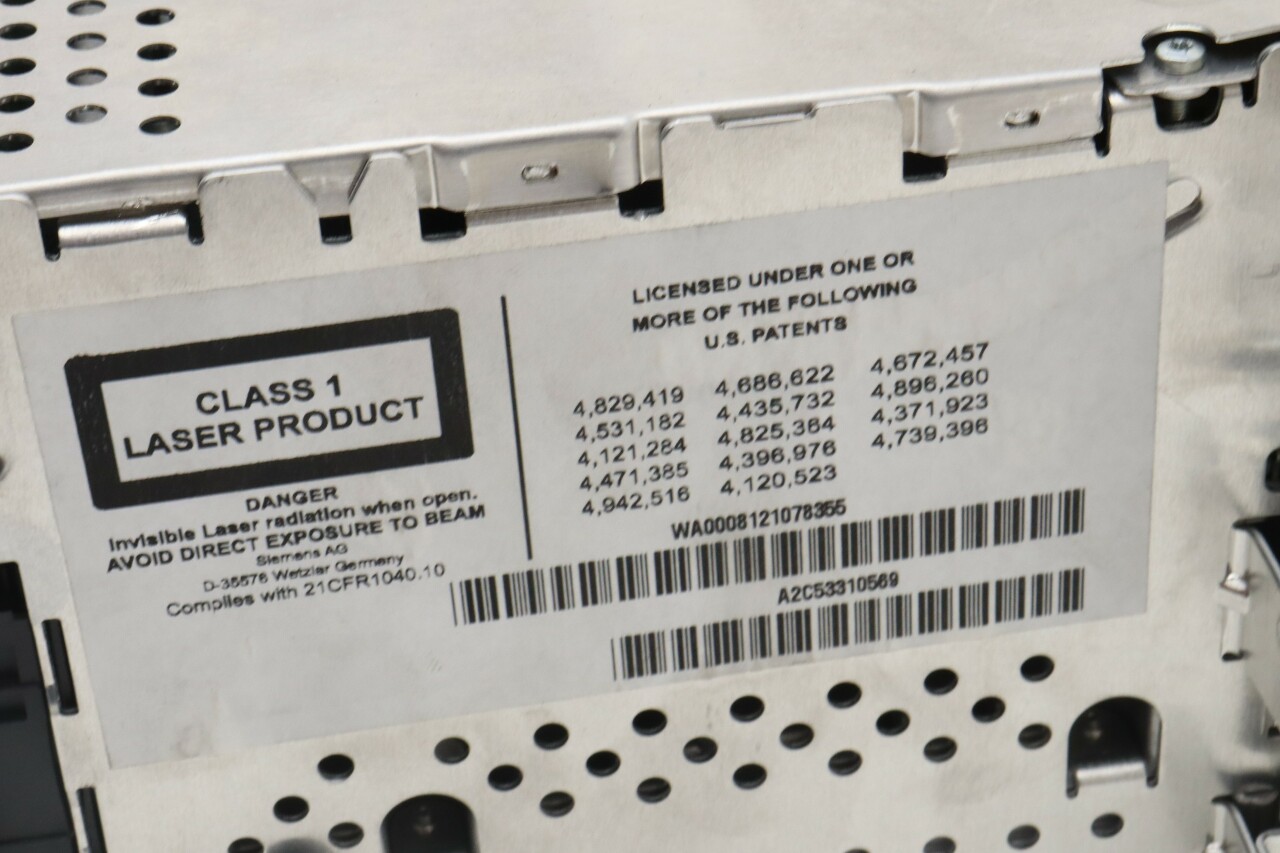 CLASS 1
LASER PRODUCT
DANGER
Invisible Laser radiation when open.
AVOID DIRECT EXPOSURE TO BEAM
Siemens AG
D-35576 Wetzlar Germany
Complies with 21CFR1040.10
LICENSED UNDER ONE OR
MORE OF THE FOLLOWING
U.S. PATENTS
4,829,419 4,686,622 4,672,457
4,531,182 4,435,732 4,896,260
4,121,284 4,825,364 4,371,923
4,471,385 4,396,976 4,739,396
4,942,516 4,120,523
WA0008121078355
A2C53310569